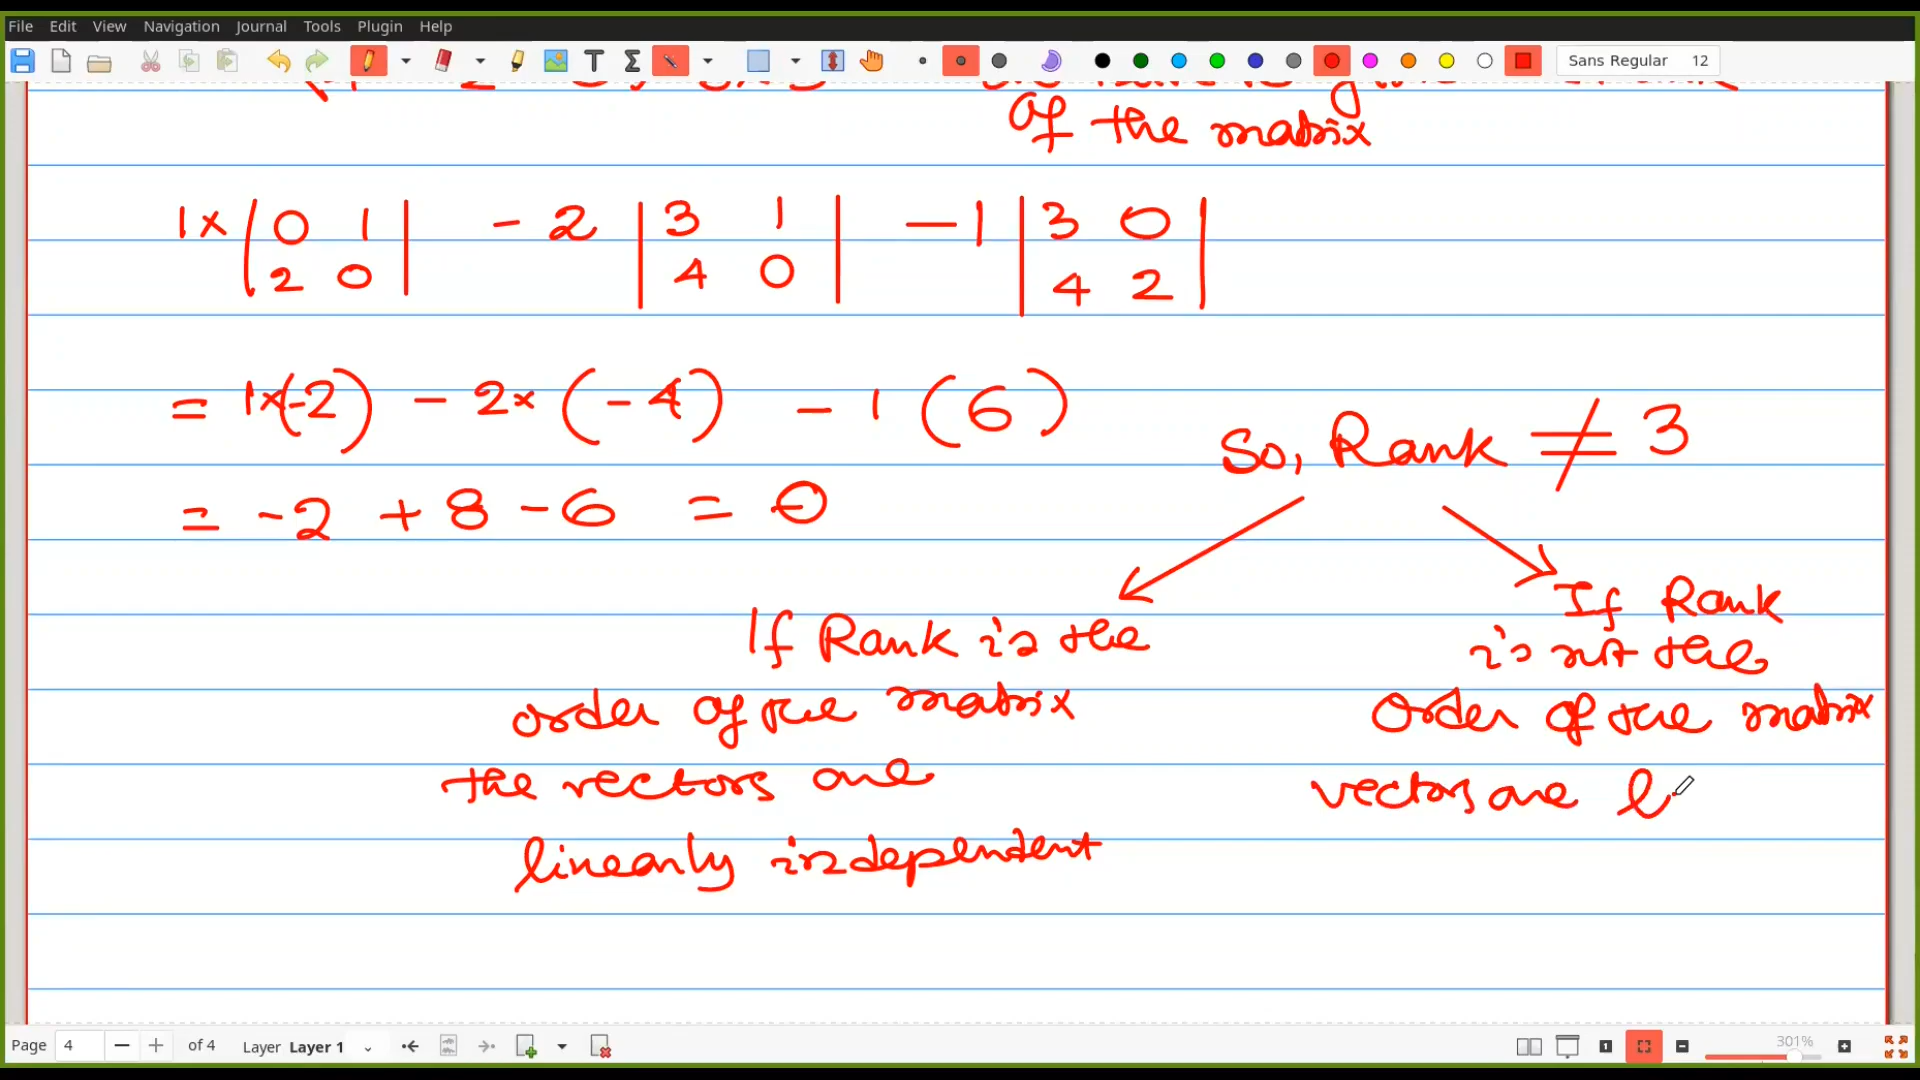 File Edit View Navigation Journal Tools Plugin Help
Sans Regular 12
of the matrix
1x | 0 1 | - 2 | 3 1 | - 1 | 3 0 |
2 0 4 0 4 2
= 1x(-2) - 2x (-4) - 1 (6)
So, Rank ≠ 3
= -2 + 8 - 6 = 0
If Rank is the
order of the matrix
the vectors are
linearly independent
If Rank
is not the
Order of the matrix
vectors are l
Page 4 of 4 Layer Layer 1 301%